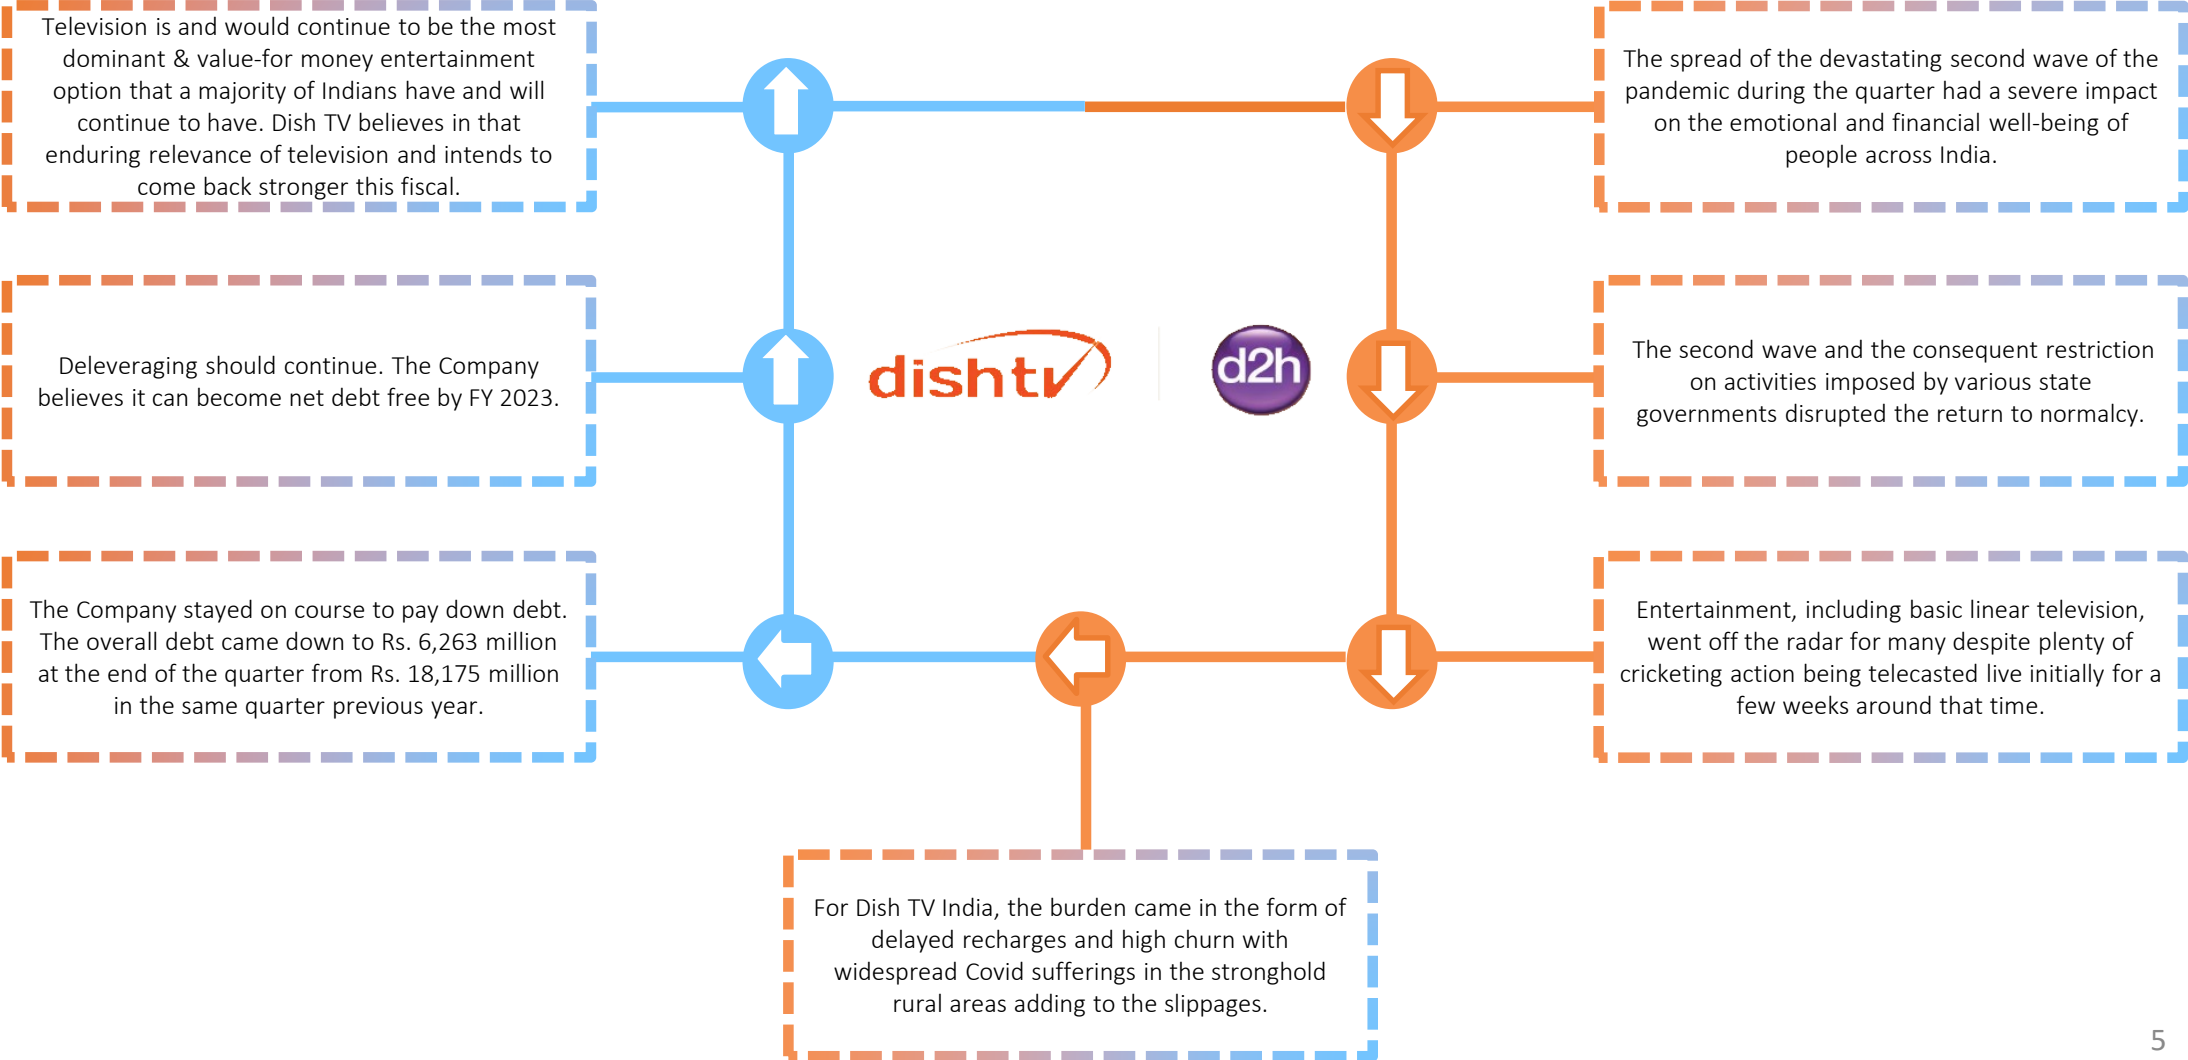 Television is and would continue to be the most
dominant & value-for money entertainment
option that a majority of Indians have and will
continue to have. Dish TV believes in that
enduring relevance of television and intends to
come back stronger this fiscal.
The spread of the devastating second wave of the
pandemic during the quarter had a severe impact
on the emotional and financial well-being of
people across India.
Deleveraging should continue. The Company
believes it can become net debt free by FY 2023.
dishtv
d2h
The second wave and the consequent restriction
on activities imposed by various state
governments disrupted the return to normalcy.
The Company stayed on course to pay down debt.
The overall debt came down to Rs. 6,263 million
at the end of the quarter from Rs. 18,175 million
in the same quarter previous year.
Entertainment, including basic linear television,
went off the radar for many despite plenty of
cricketing action being telecasted live initially for a
few weeks around that time.
For Dish TV India, the burden came in the form of
delayed recharges and high churn with
widespread Covid sufferings in the stronghold
rural areas adding to the slippages.
5